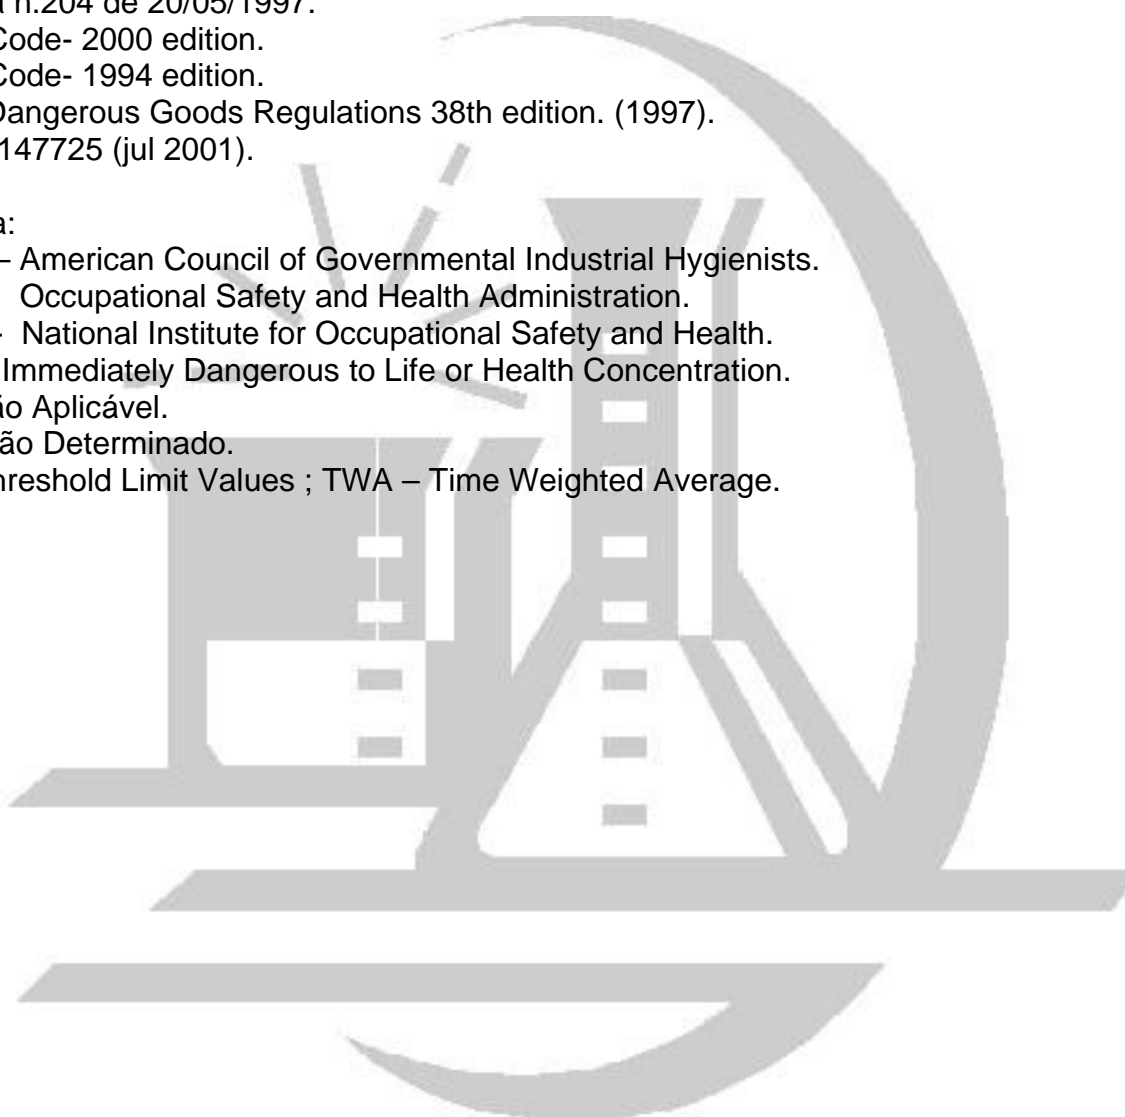 n.204 de 20/05/1997.
Code- 2000 edition.
Code- 1994 edition.
Dangerous Goods Regulations 38th edition. (1997).
147725 (jul 2001).
a:
– American Council of Governmental Industrial Hygienists.
Occupational Safety and Health Administration.
- National Institute for Occupational Safety and Health.
Immediately Dangerous to Life or Health Concentration.
ão Aplicável.
ão Determinado.
hreshold Limit Values ; TWA – Time Weighted Average.